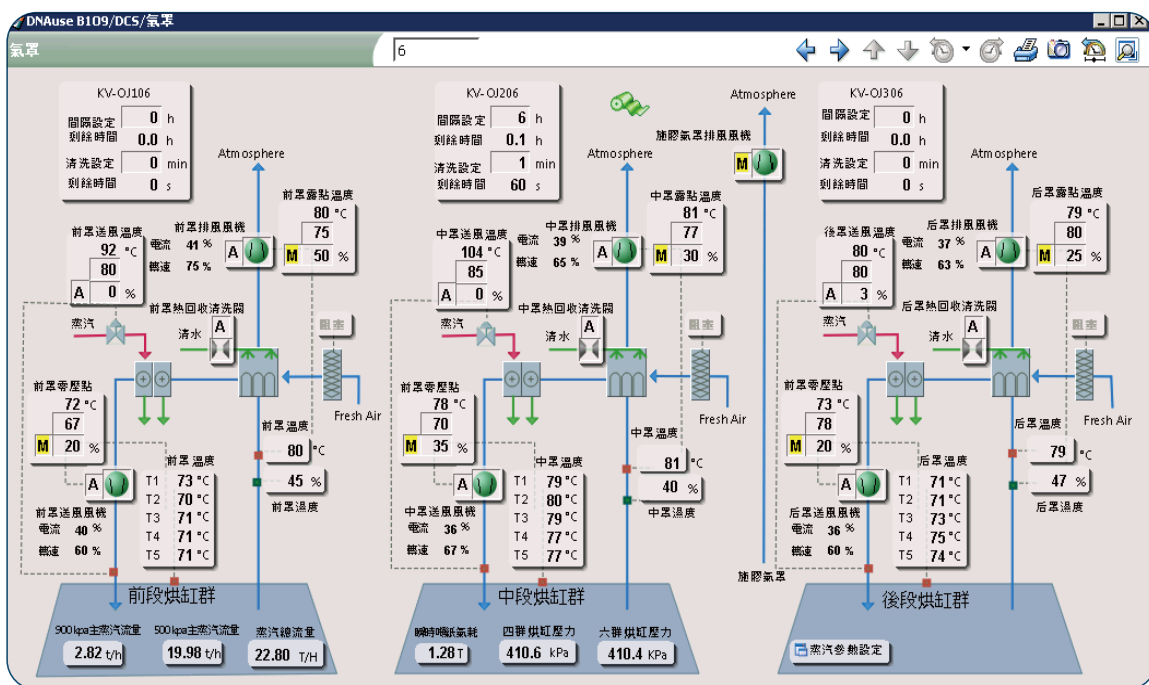 DNAuse B109/DCS/氣罩
氣罩
6
KV-OJ106
間隔設定 0 h
剩餘時間 0.0 h
清洗設定 0 min
剩餘時間 0 s
Atmosphere
前罩露點溫度
80 °C
75
M 50 %
前罩送風溫度
92 °C
80
A 0 %
前罩排風風機
電流 41 %
轉速 75 %
A
前罩熱回收清洗閥
A
蒸汽
清水
阻塞
Fresh Air
前罩零壓點
72 °C
67
M 20 %
A
前罩送風風機
電流 40 %
轉速 60 %
前罩溫度
T1 73 °C
T2 70 °C
T3 71 °C
T4 71 °C
T5 71 °C
前罩溫度
80 °C
45 %
前罩濕度
前段烘缸群
900kpa主蒸汽流量
2.82 t/h
500kpa主蒸汽流量
19.98 t/h
蒸汽總流量
22.80 T/H
KV-OJ206
間隔設定 6 h
剩餘時間 0.1 h
清洗設定 1 min
剩餘時間 60 s
Atmosphere
施膠氣罩排風風機
M
Atmosphere
中罩露點溫度
81 °C
77
M 30 %
中罩送風溫度
104 °C
85
A 0 %
中罩排風風機
電流 39 %
轉速 65 %
A
中罩熱回收清洗閥
A
蒸汽
清水
阻塞
Fresh Air
中罩零壓點
78 °C
70
M 35 %
A
中罩送風風機
電流 36 %
轉速 67 %
中罩溫度
T1 79 °C
T2 80 °C
T3 79 °C
T4 77 °C
T5 77 °C
中罩溫度
81 °C
40 %
中罩濕度
施膠氣罩
中段烘缸群
瞬時噸紙氣耗
1.28 T
四群烘缸壓力
410.6 kPa
六群烘缸壓力
410.4 KPa
KV-OJ306
間隔設定 0 h
剩餘時間 0.0 h
清洗設定 0 min
剩餘時間 0 s
Atmosphere
后罩露點溫度
79 °C
80
M 25 %
後罩送風溫度
80 °C
80
A 3 %
后罩排風風機
電流 37 %
轉速 63 %
A
后罩熱回收清洗閥
A
蒸汽
清水
阻塞
Fresh Air
前罩零壓點
73 °C
78
M 20 %
A
后罩送風風機
電流 36 %
轉速 60 %
后罩溫度
T1 71 °C
T2 71 °C
T3 73 °C
T4 75 °C
T5 74 °C
后罩溫度
79 °C
47 %
后罩濕度
後段烘缸群
蒸汽參數設定